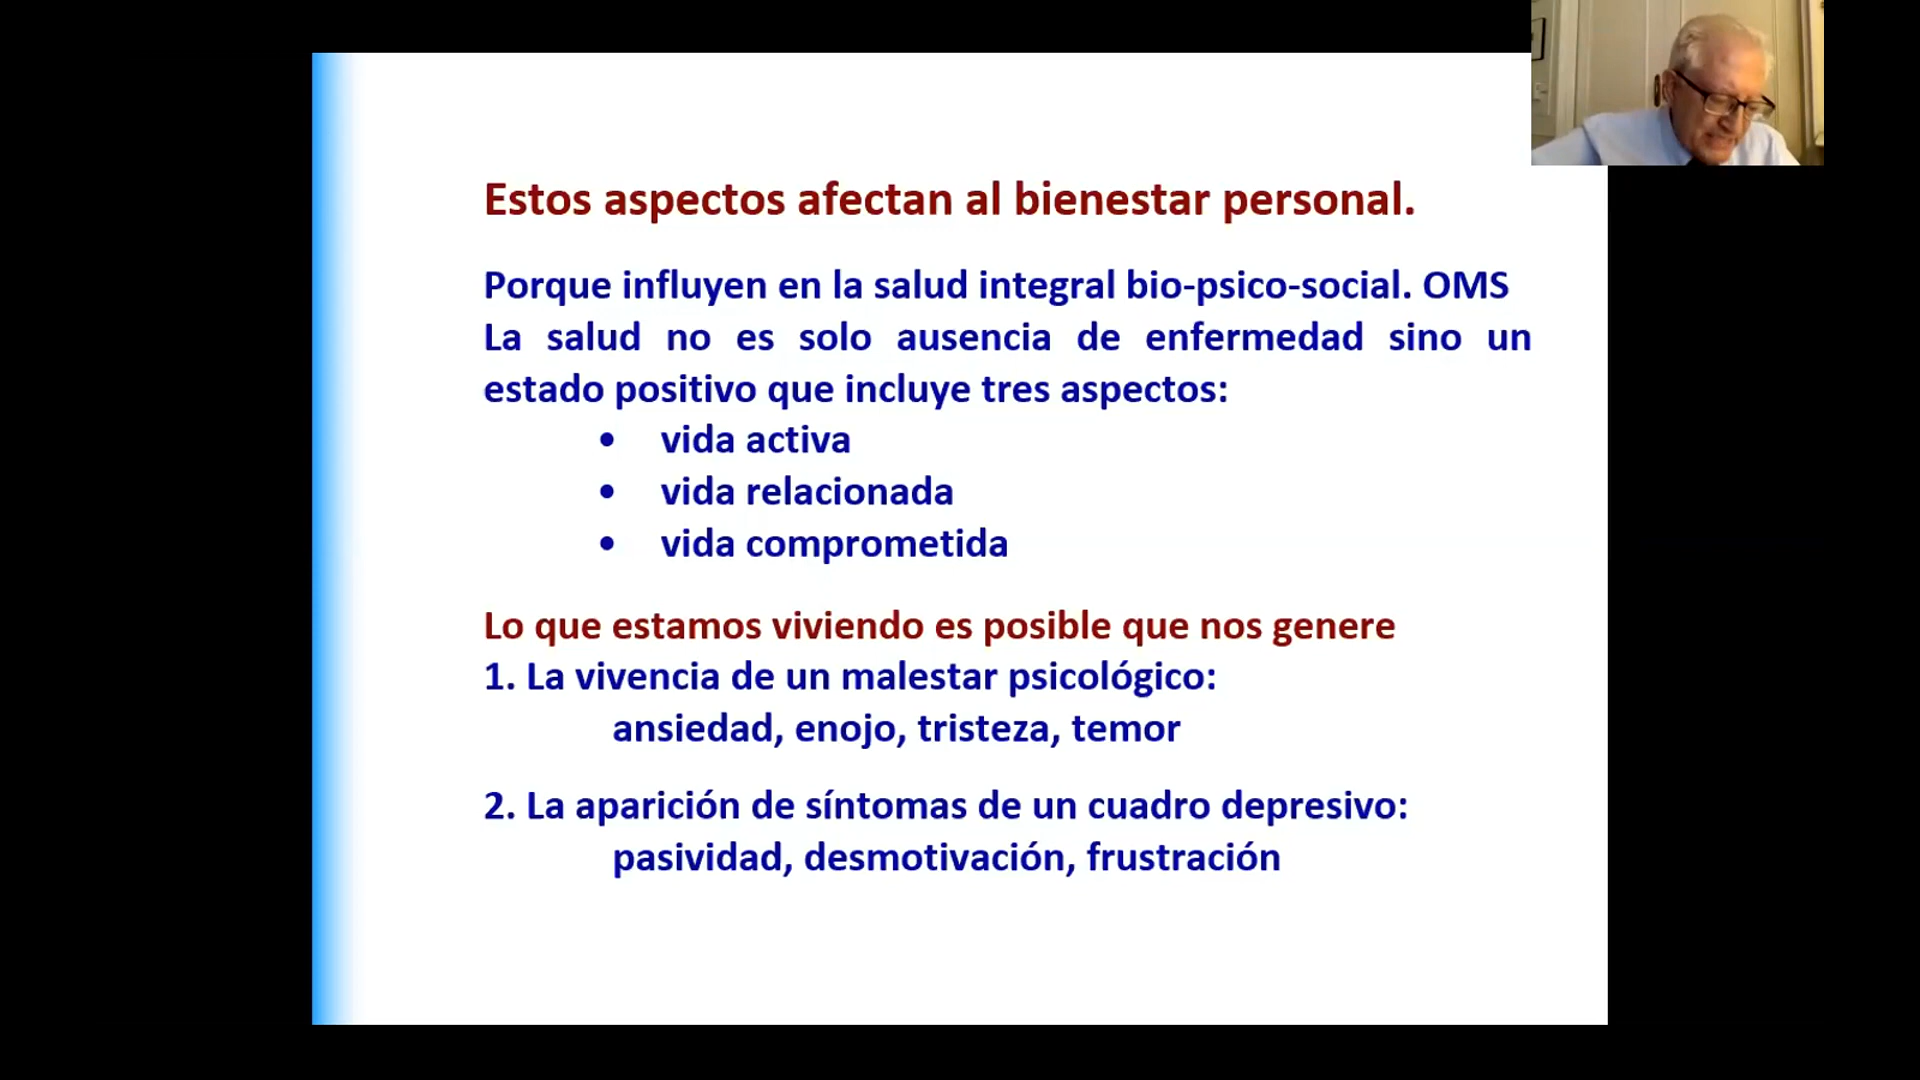 Estos aspectos afectan al bienestar personal.
Porque influyen en la salud integral bio-psico-social. OMS
La salud no es solo ausencia de enfermedad sino un
estado positivo que incluye tres aspectos:
• vida activa
• vida relacionada
• vida comprometida
Lo que estamos viviendo es posible que nos genere
1. La vivencia de un malestar psicológico:
ansiedad, enojo, tristeza, temor
2. La aparición de síntomas de un cuadro depresivo:
pasividad, desmotivación, frustración